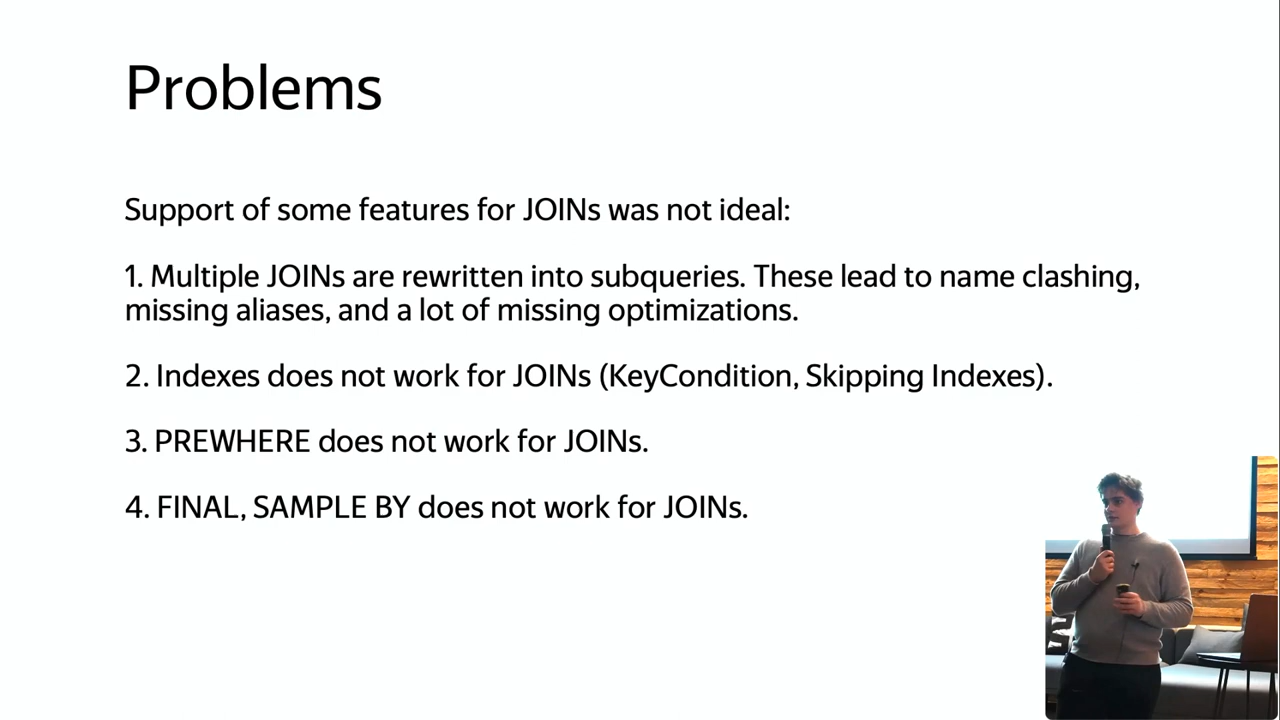 Problems
Support of some features for JOINs was not ideal:
1. Multiple JOINs are rewritten into subqueries. These lead to name clashing,
missing aliases, and a lot of missing optimizations.
2. Indexes does not work for JOINs (KeyCondition, Skipping Indexes).
3. PREWHERE does not work for JOINs.
4. FINAL, SAMPLE BY does not work for JOINs.